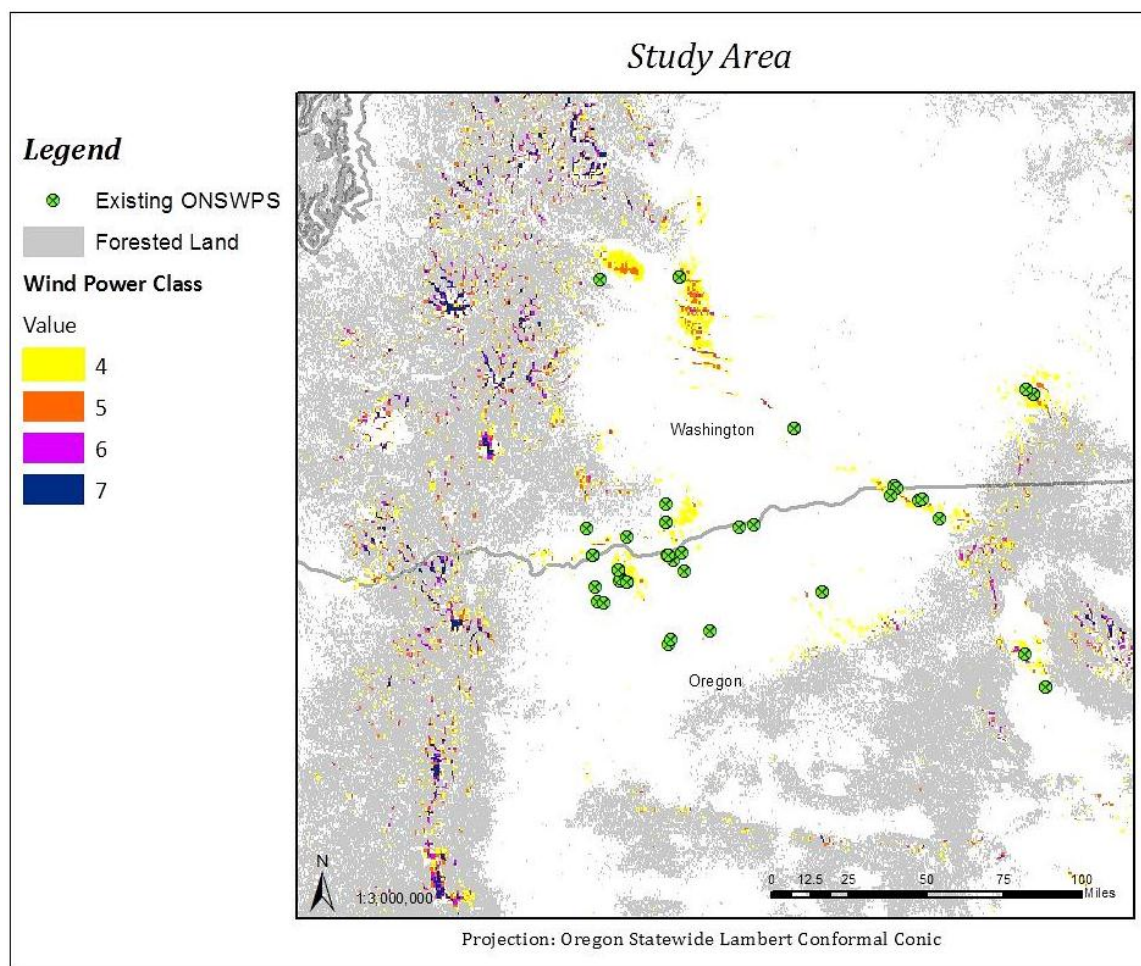 Study Area
Legend
Existing ONSWPS
Forested Land
Wind Power Class
Value
4
5
6
7
Washington
Oregon
N
1:3,000,000
0 12.5 25 50 75 100
Miles
Projection: Oregon Statewide Lambert Conformal Conic